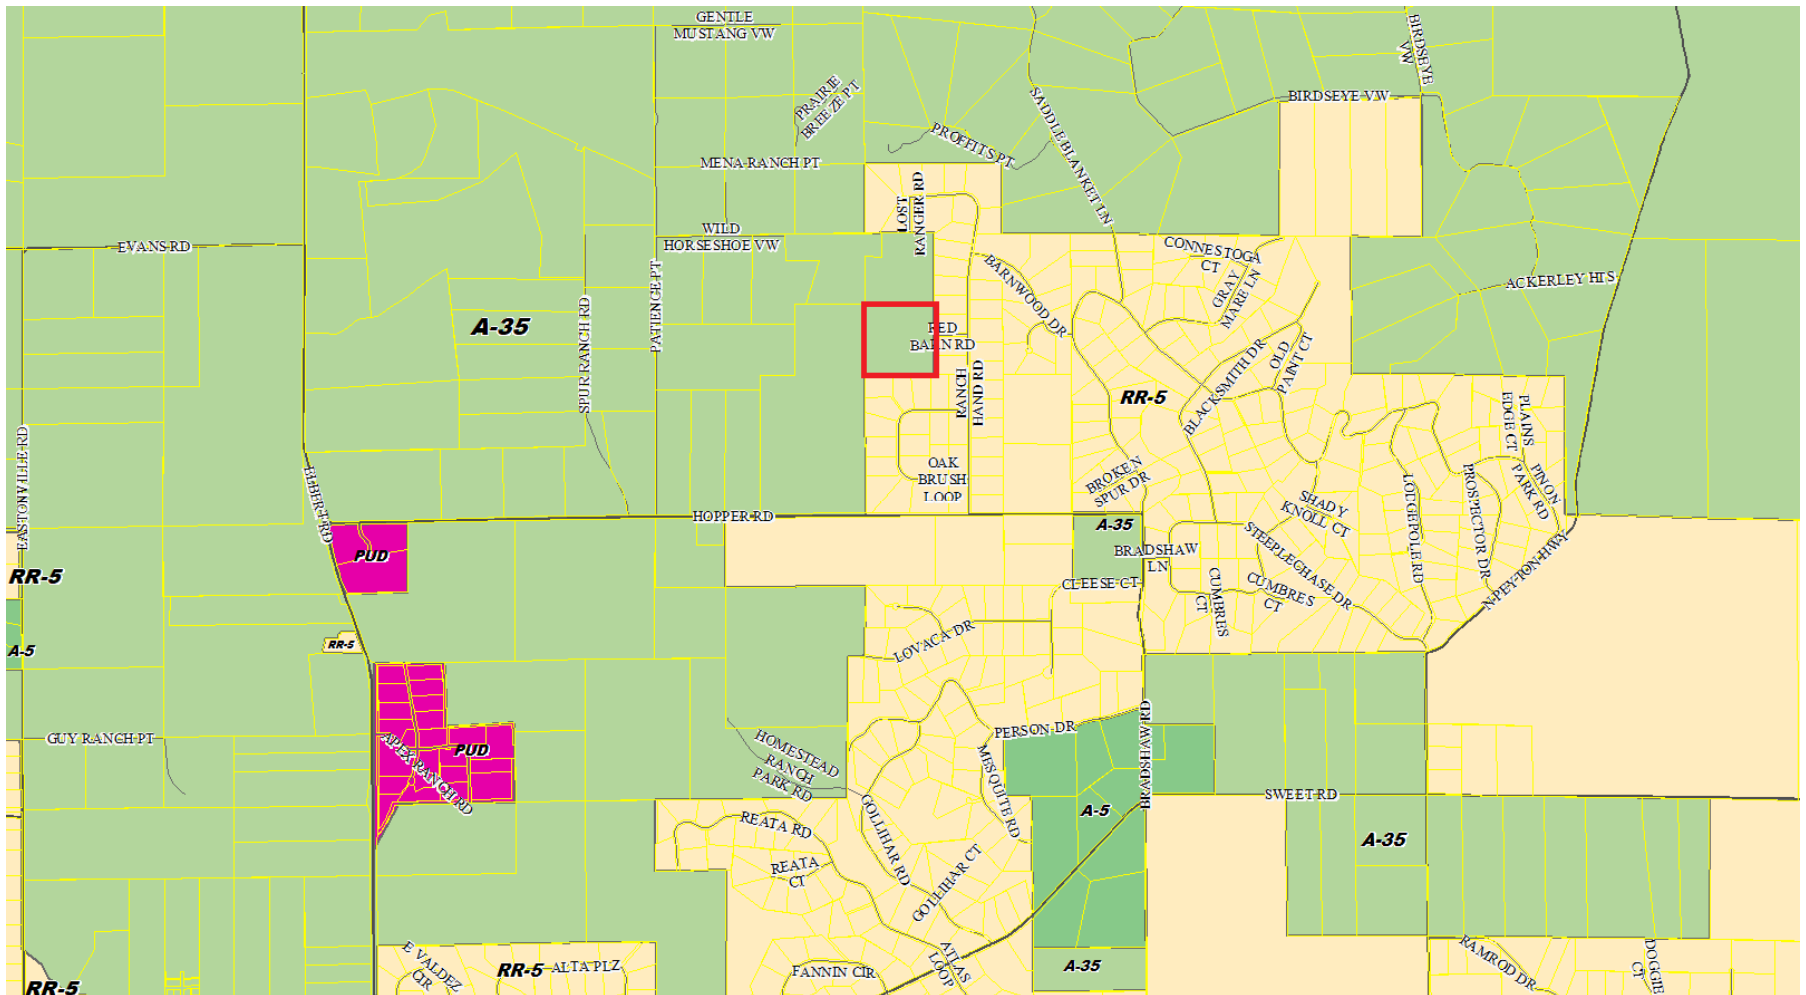 GENTLE
MUSTANG VW
BIRDSEYE
VW
PRAIRIE
BREEZE PT
SADDLEBLANKET LN
BIRDSEYE VW
PROFFITS PT
MENA RANCH PT
LOST
RANGER RD
WILD
HORSESHOE VW
EVANS RD
CONNESTOGA
CT
GRAY
MARE LN
BARNWOOD DR
ACKERLEY HTS
PATIENCE PT
SPUR RANCH RD
A-35
RED
BARN RD
OLD
PAINT CT
BLACKSMITH DR
RANCH
HAND RD
RR-5
PLAINS
EDGE CT
EASTONVILLE RD
ELBERT RD
OAK
BRUSH
LOOP
BROKEN
SPUR DR
PINON
PARK RD
PROSPECTOR DR
LODGEPOLE RD
SHADY
KNOLL CT
HOPPER RD
A-35
STEEPLECHASE DR
PUD
BRADSHAW
LN
N PEYTON HWY
RR-5
CLEESE CT
CUMBRES
CT
CUMBRES
CT
LOVACA DR
RR-5
A-5
GUY RANCH PT
PUD
APEX RANCH RD
HOMESTEAD
RANCH
PARK RD
PERSON DR
MESQUITE RD
BRADSHAW RD
SWEET RD
A-5
REATA RD
GOLLIHAR RD
A-35
REATA
CT
GOLLIHAR CT
E VALDEZ
CIR
RR-5
ALTA PLZ
FANNIN CIR
ATLAS
LOOP
A-35
RAMROD DR
DOGGIE
CT
RR-5